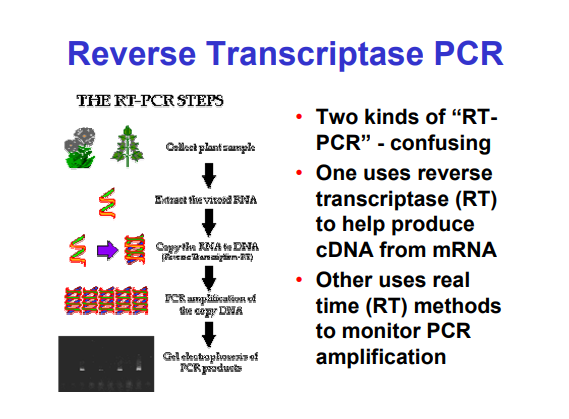 Reverse Transcriptase PCR
THE RT-PCR STEPS
Collect plant sample
Extract the viroid RNA
Copy the RNA to DNA
(Reverse Transcription-RT)
PCR amplification of
the copy DNA
Gel electrophoresis of
PCR products
• Two kinds of “RT-
PCR” - confusing
• One uses reverse
transcriptase (RT)
to help produce
cDNA from mRNA
• Other uses real
time (RT) methods
to monitor PCR
amplification